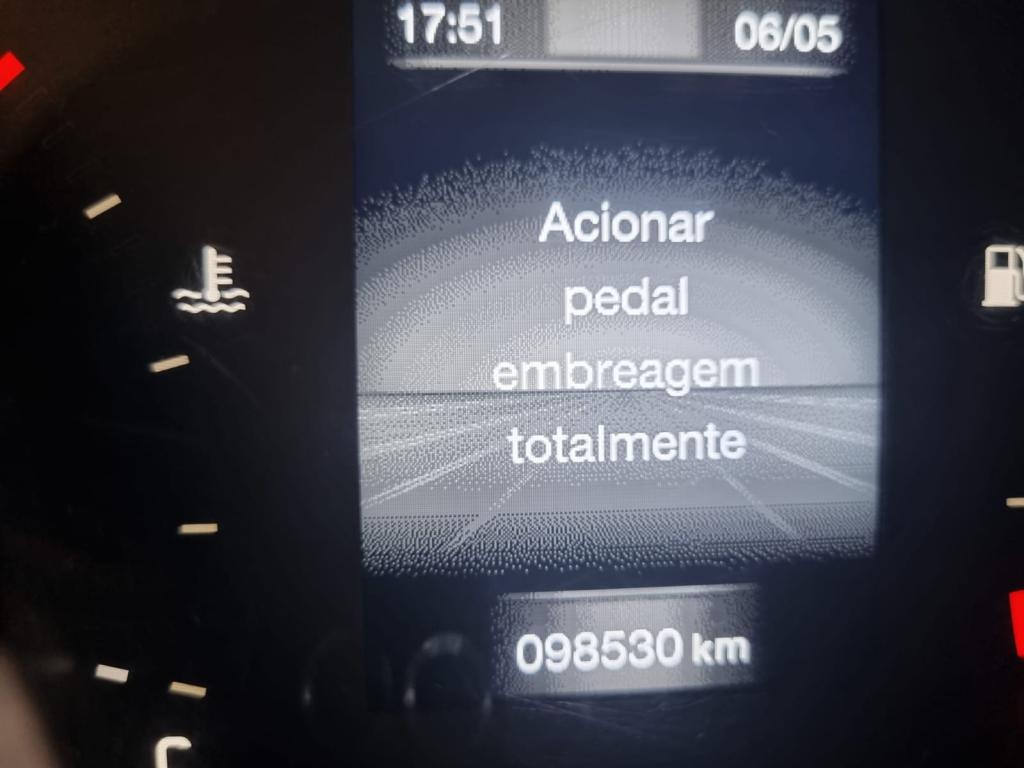 17:51 06/05
Acionar
pedal
embreagem
totalmente
098530 km
C